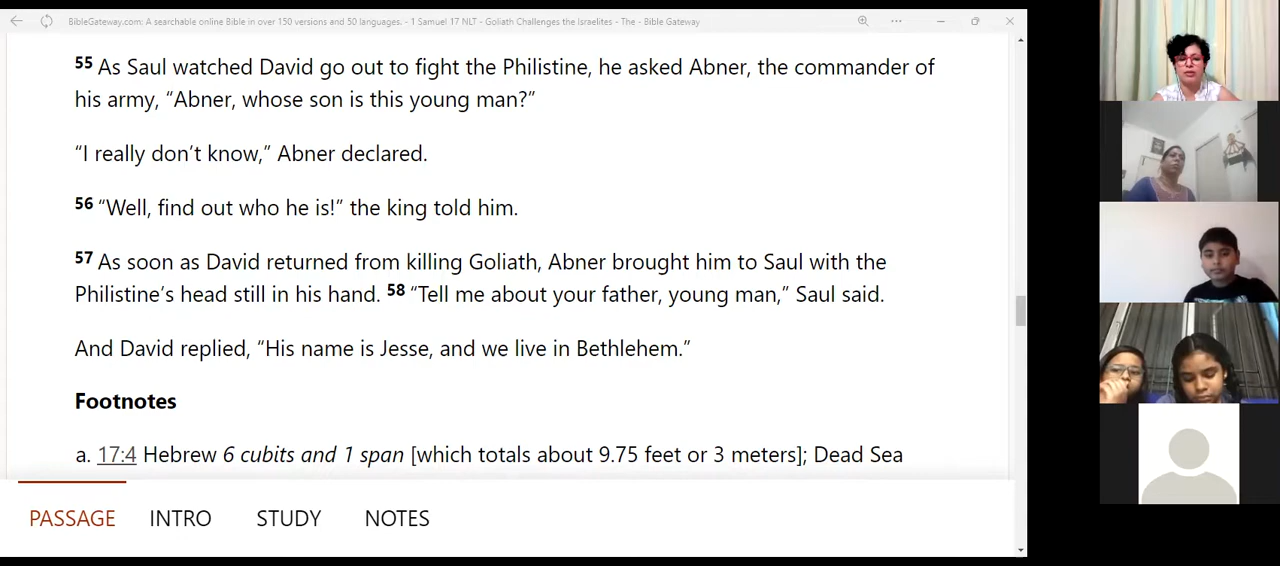 BibleGateway.com: A searchable online Bible in over 150 versions and 50 languages. - 1 Samuel 17 NLT - Goliath Challenges the Israelites - The - Bible Gateway
55 As Saul watched David go out to fight the Philistine, he asked Abner, the commander of
his army, “Abner, whose son is this young man?”
“I really don’t know,” Abner declared.
56 “Well, find out who he is!” the king told him.
57 As soon as David returned from killing Goliath, Abner brought him to Saul with the
Philistine’s head still in his hand. 58 “Tell me about your father, young man,” Saul said.
And David replied, “His name is Jesse, and we live in Bethlehem.”
Footnotes
a. 17:4 Hebrew 6 cubits and 1 span [which totals about 9.75 feet or 3 meters]; Dead Sea
PASSAGE INTRO STUDY NOTES